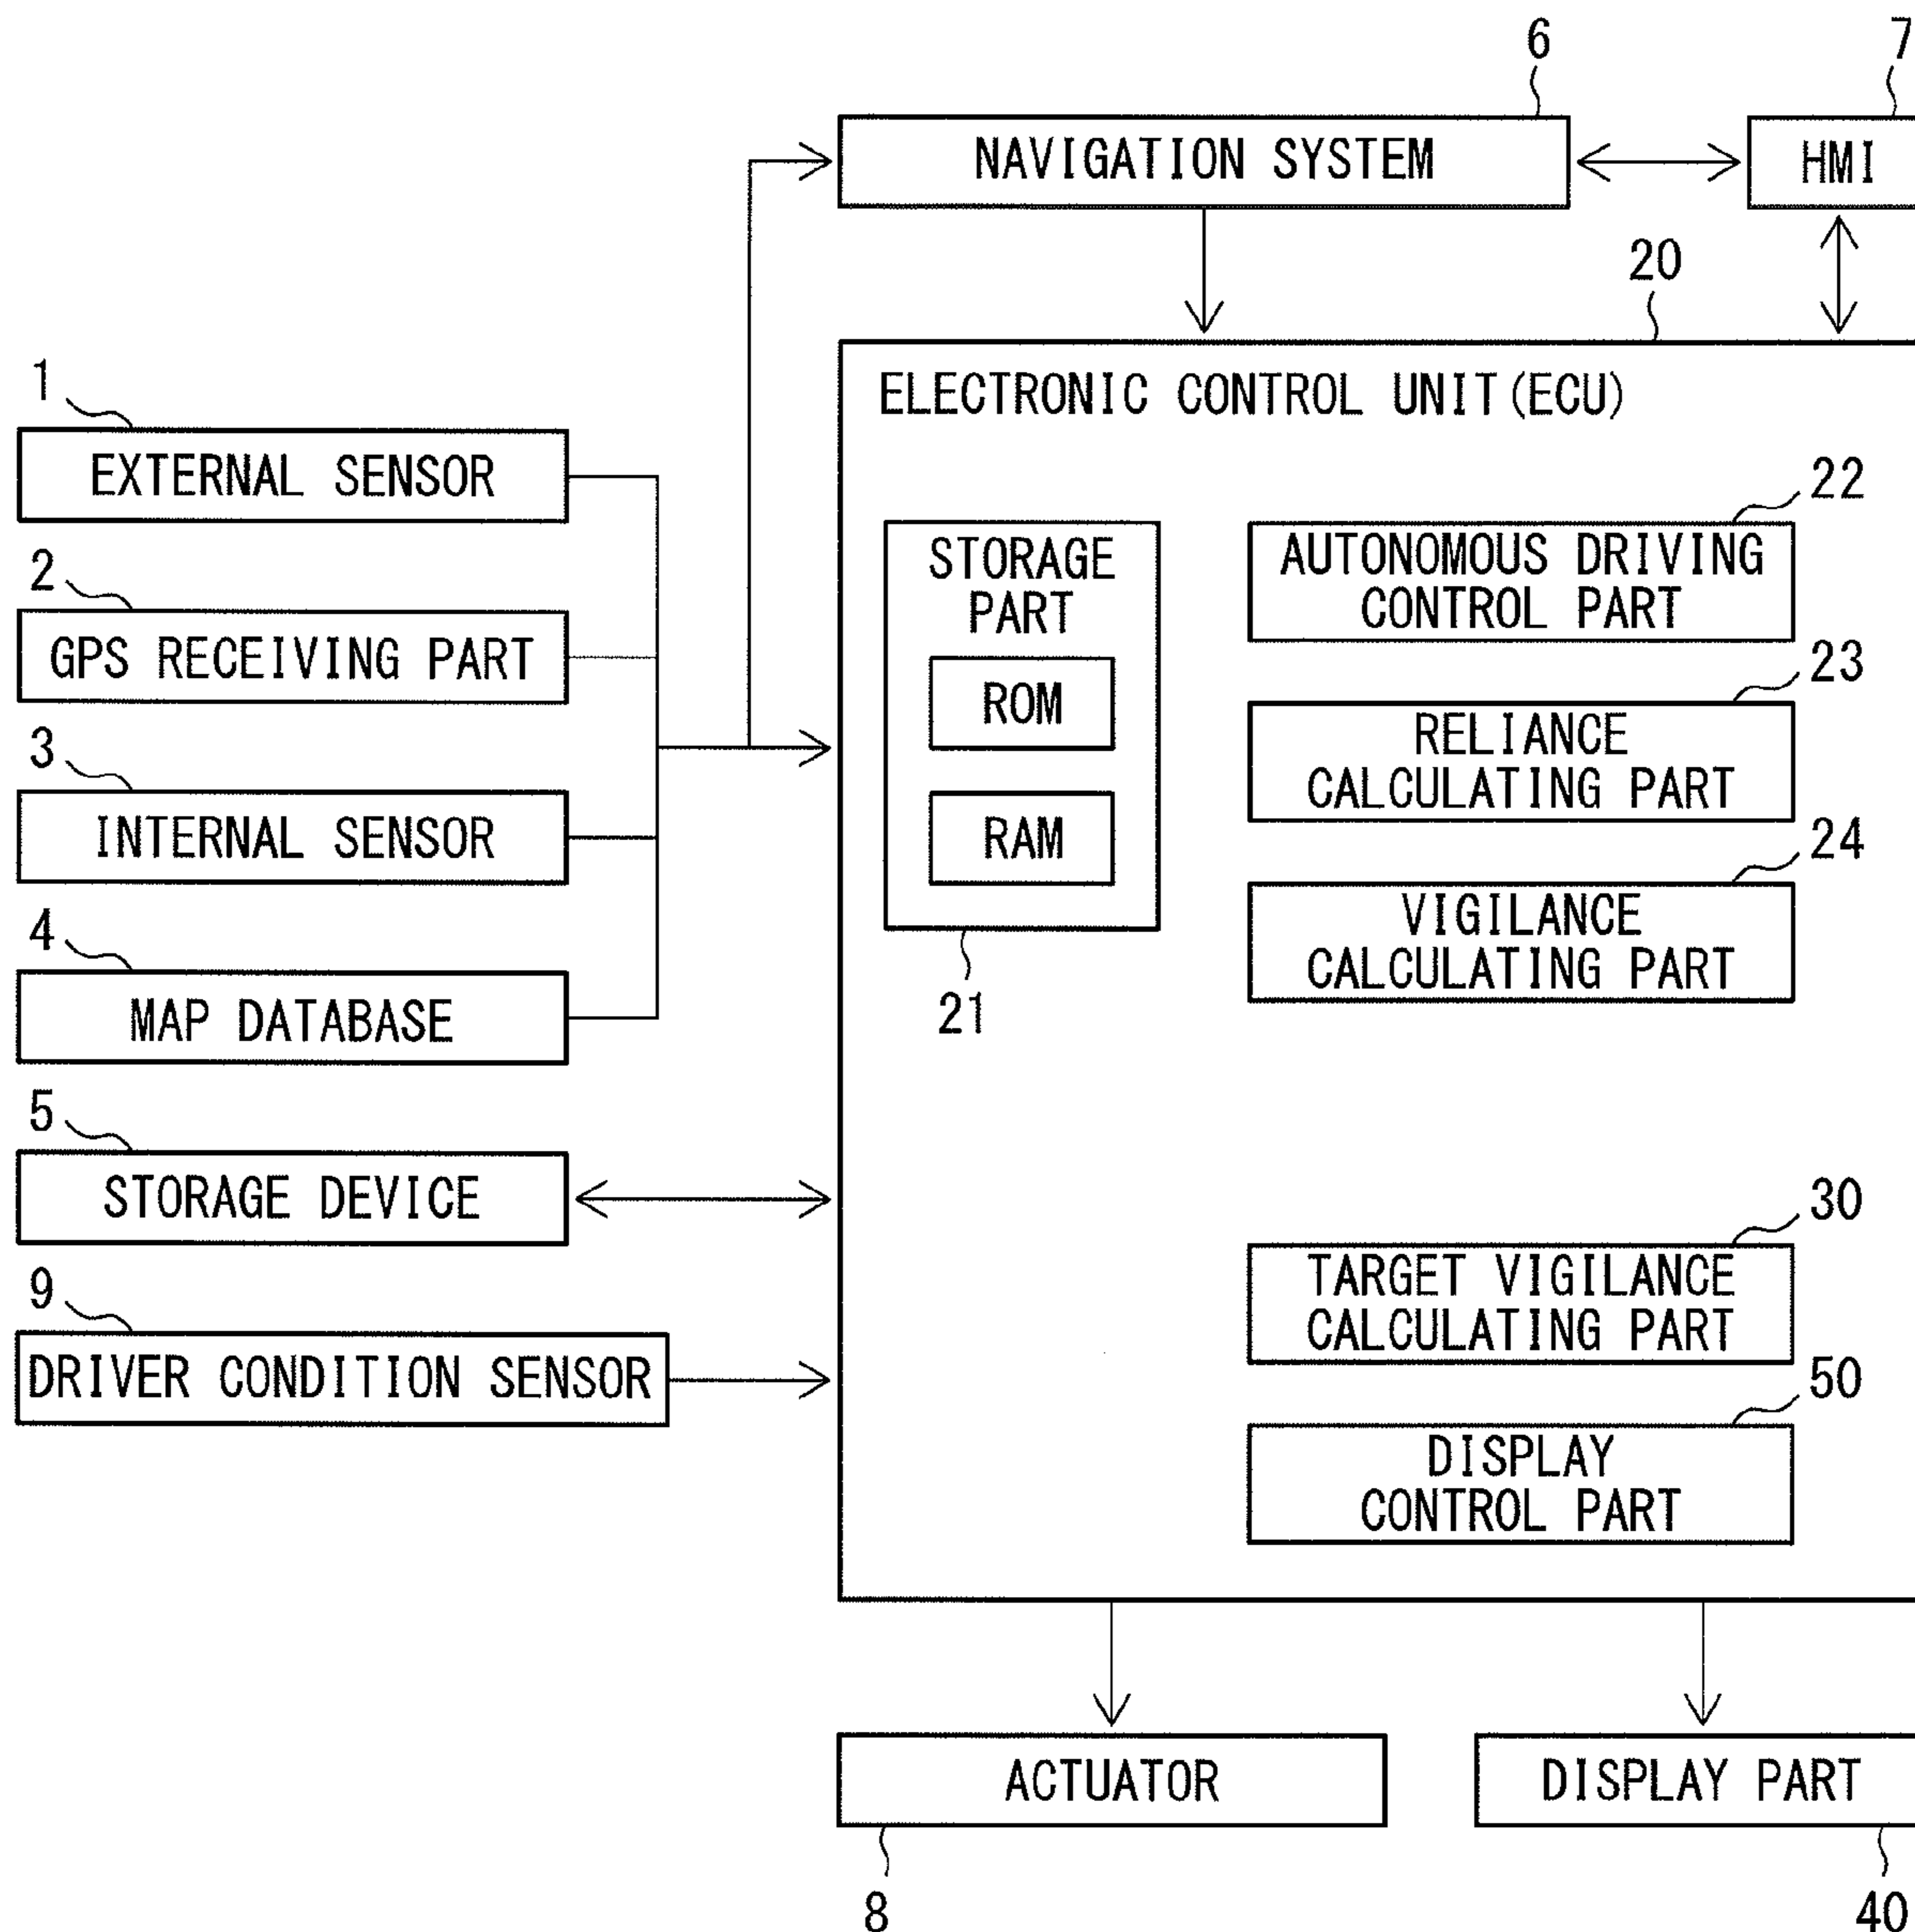 6
7
NAVIGATION SYSTEM
HMI
20
ELECTRONIC CONTROL UNIT(ECU)
1
EXTERNAL SENSOR
2
GPS RECEIVING PART
3
INTERNAL SENSOR
4
MAP DATABASE
5
STORAGE DEVICE
9
DRIVER CONDITION SENSOR
STORAGE
PART
ROM
RAM
21
22
AUTONOMOUS DRIVING
CONTROL PART
23
RELIANCE
CALCULATING PART
24
VIGILANCE
CALCULATING PART
30
TARGET VIGILANCE
CALCULATING PART
50
DISPLAY
CONTROL PART
ACTUATOR
8
DISPLAY PART
40